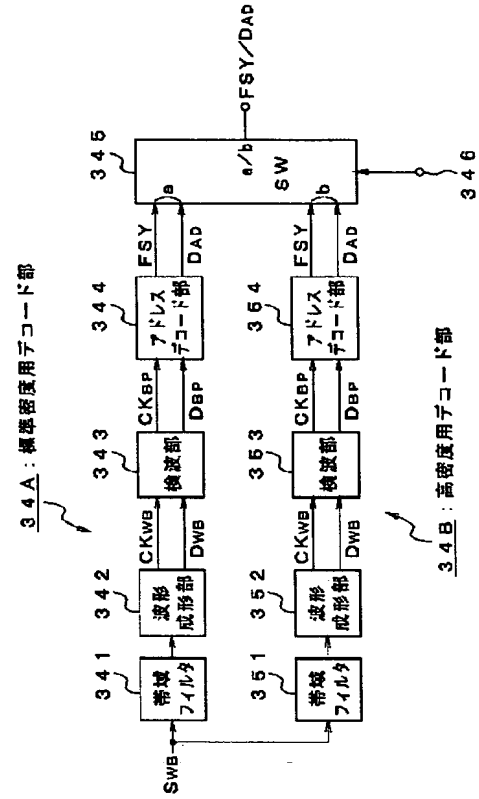 34A:標準密度用デコード部
341
342
343
344
345
SWB
帯域
フィルタ
波形
成形部
CKWB
DWB
検波部
CKBP
DBP
アドレス
デコード部
FSY
DAD
a
a/b
SW
b
FSY/DAD
351
352
353
354
346
帯域
フィルタ
波形
成形部
CKWB
DWB
検波部
CKBP
DBP
アドレス
デコード部
FSY
DAD
34B:高密度用デコード部